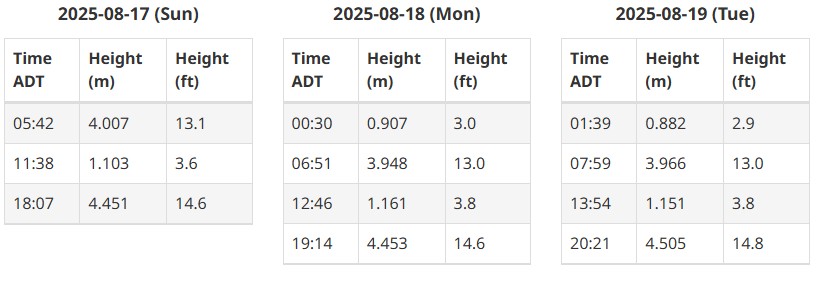 2025-08-17 (Sun)
Time ADT Height (m) Height (ft)
05:42 4.007 13.1
11:38 1.103 3.6
18:07 4.451 14.6
2025-08-18 (Mon)
Time ADT Height (m) Height (ft)
00:30 0.907 3.0
06:51 3.948 13.0
12:46 1.161 3.8
19:14 4.453 14.6
2025-08-19 (Tue)
Time ADT Height (m) Height (ft)
01:39 0.882 2.9
07:59 3.966 13.0
13:54 1.151 3.8
20:21 4.505 14.8